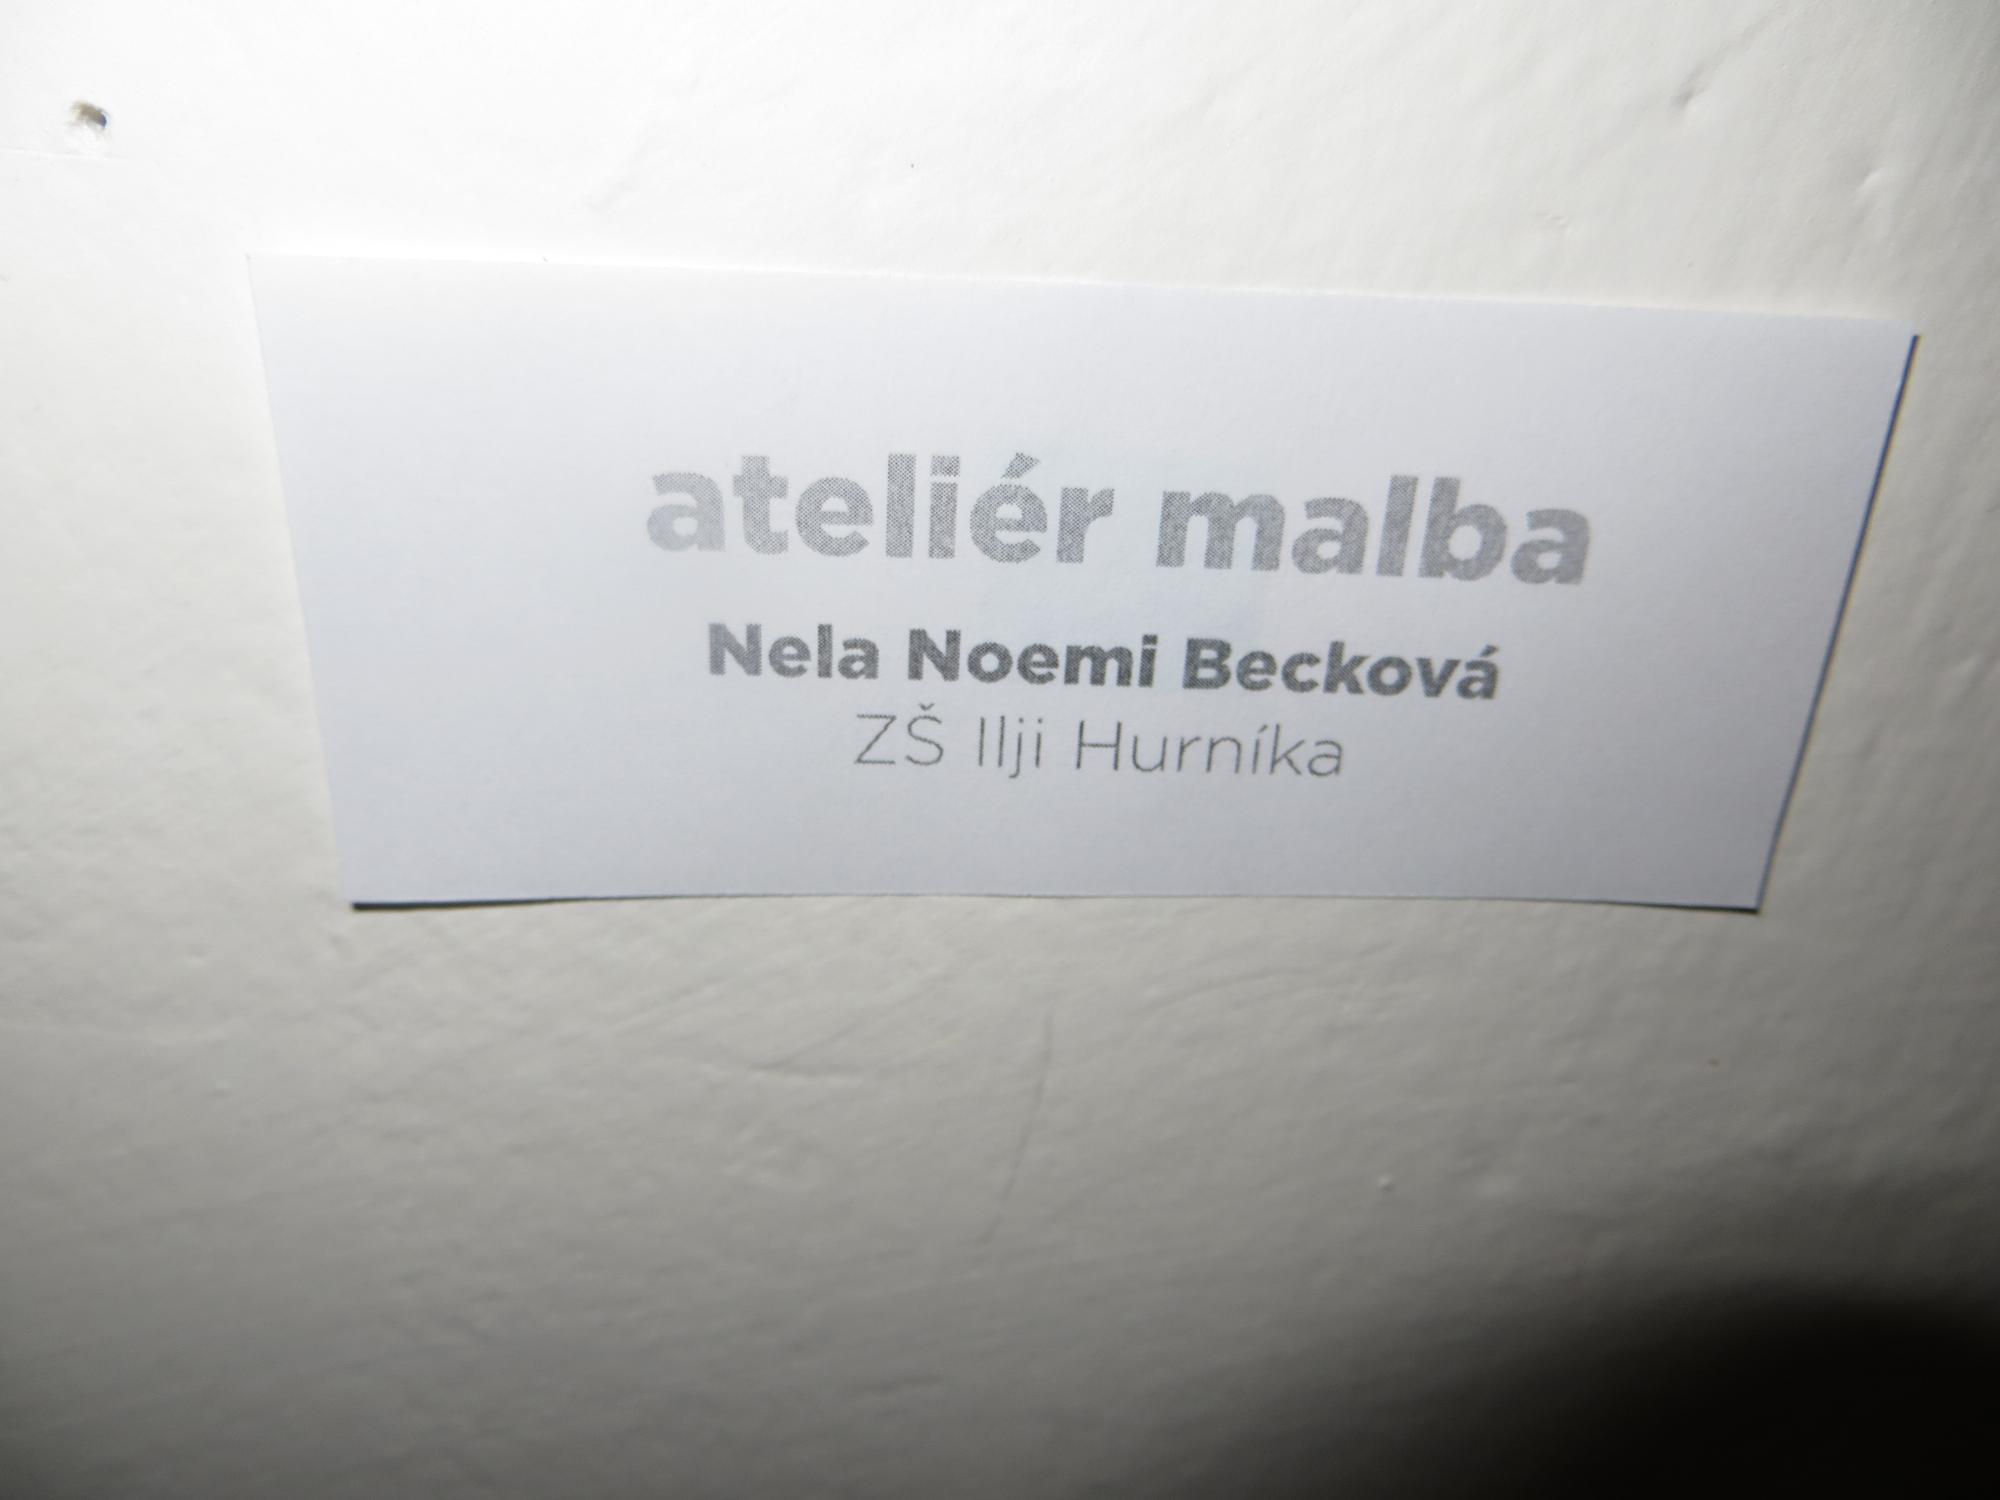 ateliér malba
Nela Noemi Becková
ZŠ Ilji Hurníka